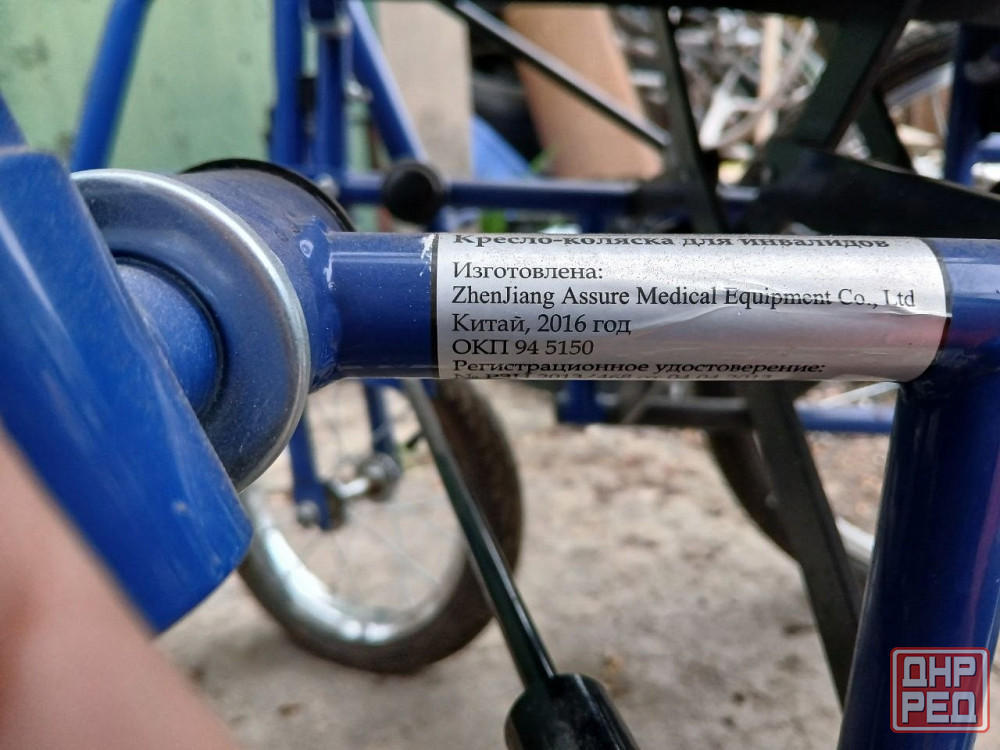 Кресло-коляска для инвалидов
Изготовлена:
ZhenJiang Assure Medical Equipment Co., Ltd
Китай, 2016 год
ОКП 94 5150
Регистрационное удостоверение:
ДНР
РЕД